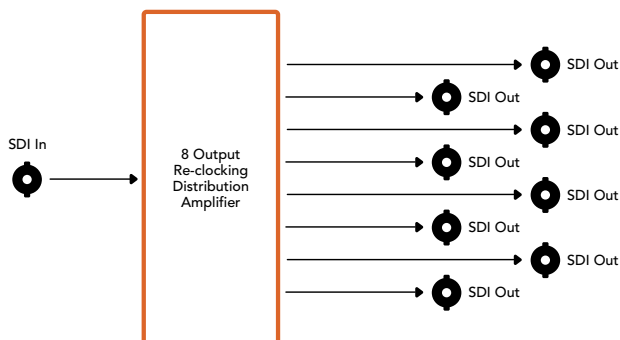 SDI In
8 Output
Re-clocking
Distribution
Amplifier
SDI Out
SDI Out
SDI Out
SDI Out
SDI Out
SDI Out
SDI Out
SDI Out